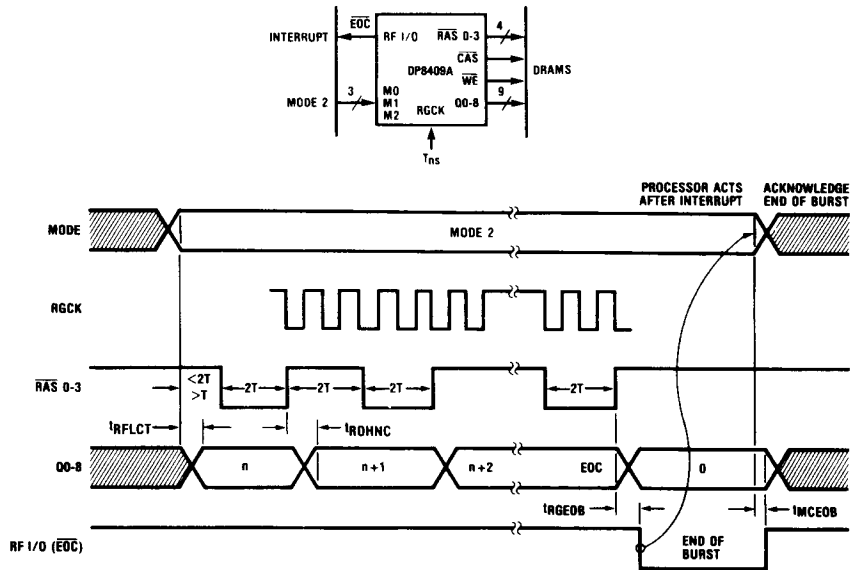 INTERRUPT
EOC
RF I/O
RAS 0-3
4
CAS
DP8409A
WE
DRAMS
MODE 2
3
M0
M1
M2
RGCK
Q0-8
9
Tns
PROCESSOR ACTS
AFTER INTERRUPT
ACKNOWLEDGE
END OF BURST
MODE
MODE 2
RGCK
RAS 0-3
<2T
>T
2T
2T
2T
2T
tRFLCT
tRDHNC
Q0-8
n
n+1
n+2
EOC
0
tRGEOB
tMCEOB
RF I/O (EOC)
END OF
BURST